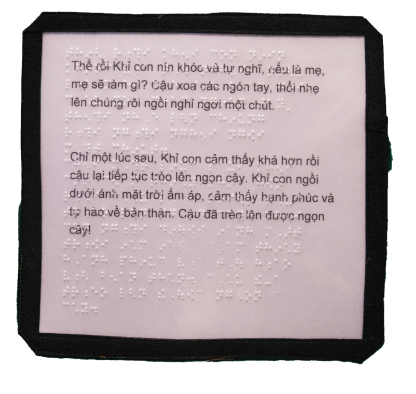 Thế rồi Khỉ con nín khóc và tự nghĩ, nếu là mẹ,
mẹ sẽ làm gì? Cậu xoa các ngón tay, thổi nhẹ
lên chúng rồi ngồi nghỉ ngơi một chút.
Chỉ một lúc sau, Khỉ con cảm thấy khá hơn rồi
cậu lại tiếp tục trèo lên ngọn cây. Khỉ con ngồi
dưới ánh mặt trời ấm áp, cảm thấy hạnh phúc và
tự hào về bản thân. Cậu đã trèo lên được ngọn
cây!